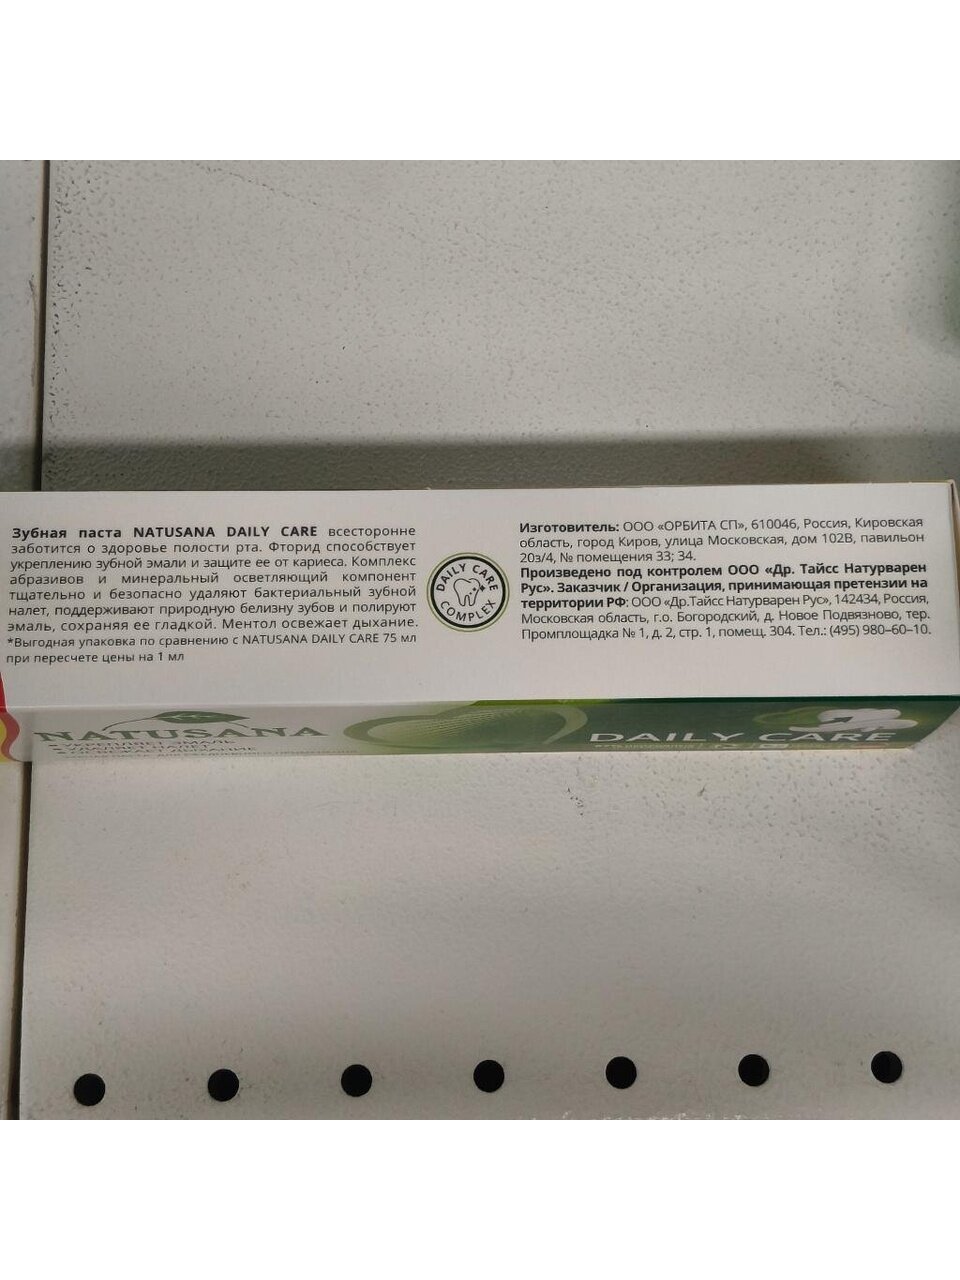 Зубная паста NATUSANA DAILY CARE всесторонне
заботится о здоровье полости рта. Фторид способствует
укреплению зубной эмали и защите ее от кариеса. Комплекс
абразивов и минеральный осветляющий компонент
тщательно и безопасно удаляют бактериальный зубной
налет, поддерживают природную белизну зубов и полируют
эмаль, сохраняя ее гладкой. Ментол освежает дыхание.
*Выгодная упаковка по сравнению с NATUSANA DAILY CARE 75 мл
при пересчете цены на 1 мл
DAILY CARE
COMPLEX
Изготовитель: ООО «ОРБИТА СП», 610046, Россия, Кировская
область, город Киров, улица Московская, дом 102В, павильон
20з/4, № помещения 33; 34.
Произведено под контролем ООО «Др. Тайсс Натурварен
Рус». Заказчик / Организация, принимающая претензии на
территории РФ: ООО «Др.Тайсс Натурварен Рус», 142434, Россия,
Московская область, г.о. Богородский, д. Новое Подвязново, тер.
Промплощадка № 1, д. 2, стр. 1, помещ. 304. Тел.: (495) 980–60–10.
NATUSANA
DAILY CARE